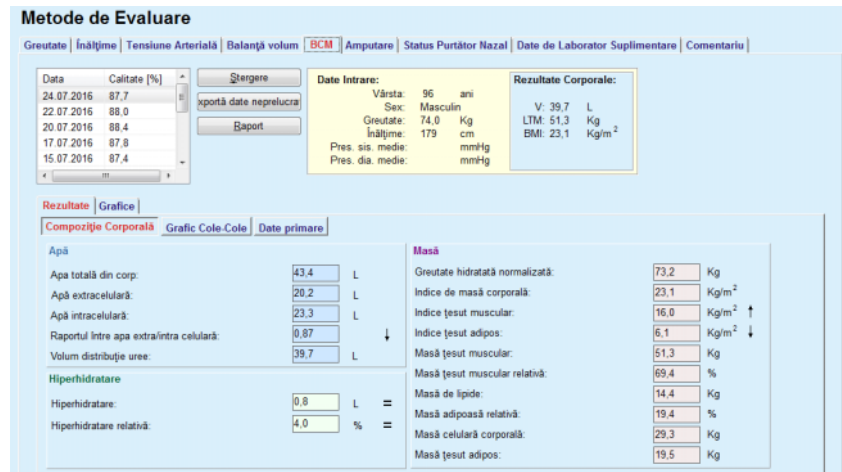 Metode de Evaluare
Greutate Înălţime Tensiune Arterială Balanţă volum BCM Amputare Status Purtător Nazal Date de Laborator Suplimentare Comentariu
Data Calitate [%]
24.07.2016 87,7
22.07.2016 88,0
20.07.2016 88,4
17.07.2016 87,8
15.07.2016 87,4
Ştergere
xportă date neprelucra
Raport
Date Intrare:
Vârsta: 96 ani
Sex: Masculin
Greutate: 74,0 Kg
Înălţime: 179 cm
Pres. sis. medie: mmHg
Pres. dia. medie: mmHg
Rezultate Corporale:
V: 39,7 L
LTM: 51,3 Kg
BMI: 23,1 Kg/m²
Rezultate Grafice
Compoziţie Corporală Grafic Cole-Cole Date primare
Apă
Apa totală din corp: 43,4 L
Apă extracelulară: 20,2 L
Apă intracelulară: 23,3 L
Raportul între apa extra/intra celulară: 0,87 ↓
Volum distribuţie uree: 39,7 L
Hiperhidratare
Hiperhidratare: 0,8 L =
Hiperhidratare relativă: 4,0 % =
Masă
Greutate hidratată normalizată: 73,2 Kg
Indice de masă corporală: 23,1 Kg/m²
Indice ţesut muscular: 16,0 Kg/m² ↑
Indice ţesut adipos: 6,1 Kg/m² ↓
Masă ţesut muscular: 51,3 Kg
Masă ţesut muscular relativă: 69,4 %
Masă de lipide: 14,4 Kg
Masă adipoasă relativă: 19,4 %
Masă celulară corporală: 29,3 Kg
Masă ţesut adipos: 19,5 Kg